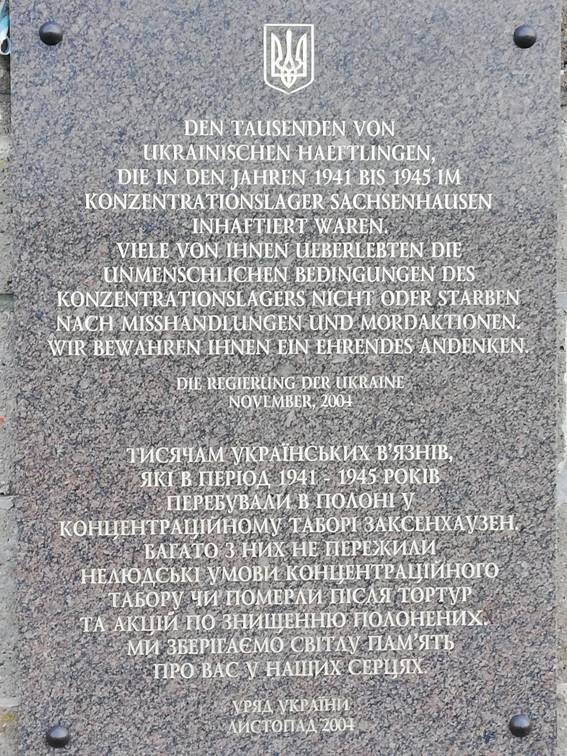 DEN TAUSENDEN VON
UKRAINISCHEN HAEFTLINGEN,
DIE IN DEN JAHREN 1941 BIS 1945 IM
KONZENTRATIONSLAGER SACHSENHAUSEN
INHAFTIERT WAREN.
VIELE VON IHNEN UEBERLEBTEN DIE
UNMENSCHLICHEN BEDINGUNGEN DES
KONZENTRATIONSLAGERS NICHT ODER STARBEN
NACH MISSHANDLUNGEN UND MORDAKTIONEN.
WIR BEWAHREN IHNEN EIN EHRENDES ANDENKEN.
DIE REGIERUNG DER UKRAINE
NOVEMBER, 2004
ТИСЯЧАМ УКРАЇНСЬКИХ В'ЯЗНІВ,
ЯКІ В ПЕРІОД 1941 - 1945 РОКІВ
ПЕРЕБУВАЛИ В ПОЛОНІ У
КОНЦЕНТРАЦІЙНОМУ ТАБОРІ ЗАКСЕНХАУЗЕН.
БАГАТО З НИХ НЕ ПЕРЕЖИЛИ
НЕЛЮДСЬКІ УМОВИ КОНЦЕНТРАЦІЙНОГО
ТАБОРУ ЧИ ПОМЕРЛИ ПІСЛЯ ТОРТУР
ТА АКЦІЙ ПО ЗНИЩЕННЮ ПОЛОНЕНИХ.
МИ ЗБЕРІГАЄМО СВІТЛУ ПАМ'ЯТЬ
ПРО ВАС У НАШИХ СЕРЦЯХ.
УРЯД УКРАЇНИ
ЛИСТОПАД 2004